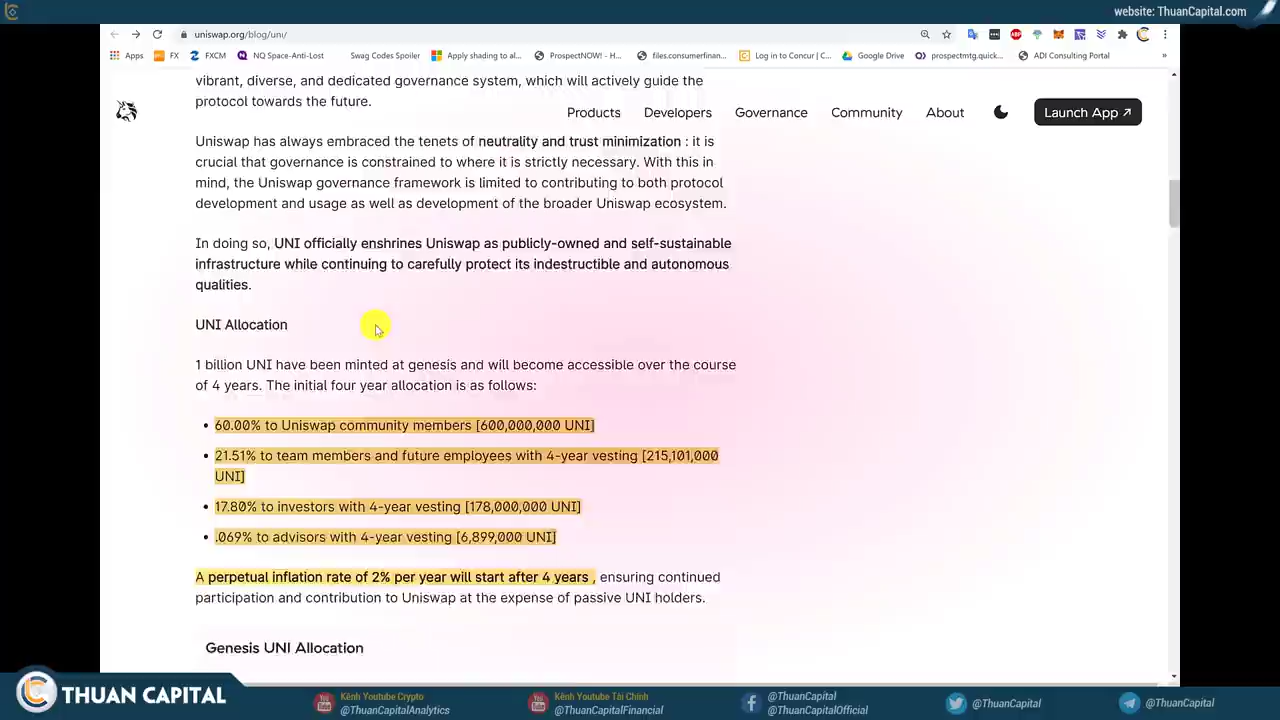 website: ThuanCapital.com
uniswap.org/blog/uni/
Apps
FX
FXCM
NQ Space-Anti-Lost
Swag Codes Spoiler
Apply shading to al...
ProspectNOW! - H...
files.consumerfinan...
Log in to Concur | C...
Google Drive
prospectmtg.quick...
ADI Consulting Portal
»
vibrant, diverse, and dedicated governance system, which will actively guide the
protocol towards the future.
Products
Developers
Governance
Community
About
Launch App ↗
Uniswap has always embraced the tenets of neutrality and trust minimization : it is
crucial that governance is constrained to where it is strictly necessary. With this in
mind, the Uniswap governance framework is limited to contributing to both protocol
development and usage as well as development of the broader Uniswap ecosystem.
In doing so, UNI officially enshrines Uniswap as publicly-owned and self-sustainable
infrastructure while continuing to carefully protect its indestructible and autonomous
qualities.
UNI Allocation
1 billion UNI have been minted at genesis and will become accessible over the course
of 4 years. The initial four year allocation is as follows:
• 60.00% to Uniswap community members [600,000,000 UNI]
• 21.51% to team members and future employees with 4-year vesting [215,101,000
UNI]
• 17.80% to investors with 4-year vesting [178,000,000 UNI]
• .069% to advisors with 4-year vesting [6,899,000 UNI]
A perpetual inflation rate of 2% per year will start after 4 years , ensuring continued
participation and contribution to Uniswap at the expense of passive UNI holders.
Genesis UNI Allocation
THUAN CAPITAL
Kênh Youtube Crypto
@ThuanCapitalAnalytics
Kênh Youtube Tài Chính
@ThuanCapitalFinancial
@ThuanCapital
@ThuanCapitalOfficial
@ThuanCapital
@ThuanCapital